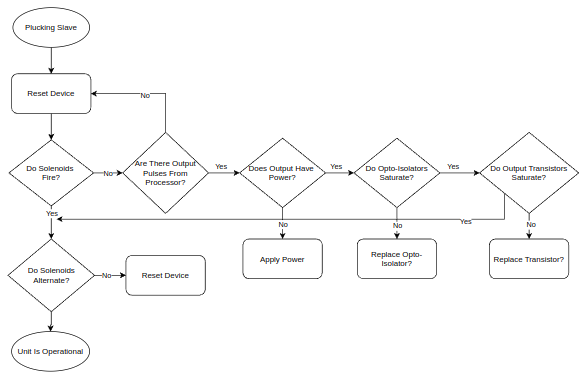 Plucking Slave
Reset Device
No
Do Solenoids
Fire?
No
Are There Output
Pulses From
Processor?
Yes
Does Output Have
Power?
Yes
Do Opto-Isolators
Saturate?
Yes
Do Output Transistors
Saturate?
Yes
No
No
Yes
No
Do Solenoids
Alternate?
No
Reset Device
Apply Power
Replace Opto-
Isolator?
Replace Transistor?
Unit Is Operational